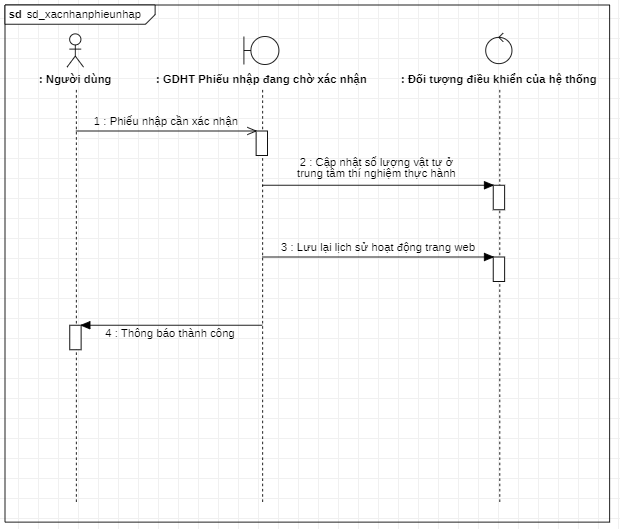 sd sd_xacnhanphieunhap
: Người dùng
: GDHT Phiếu nhập đang chờ xác nhận
: Đối tượng điều khiển của hệ thống
1 : Phiếu nhập cần xác nhận
2 : Cập nhật số lượng vật tư ở
trung tâm thí nghiệm thực hành
3 : Lưu lại lịch sử hoạt động trang web
4 : Thông báo thành công